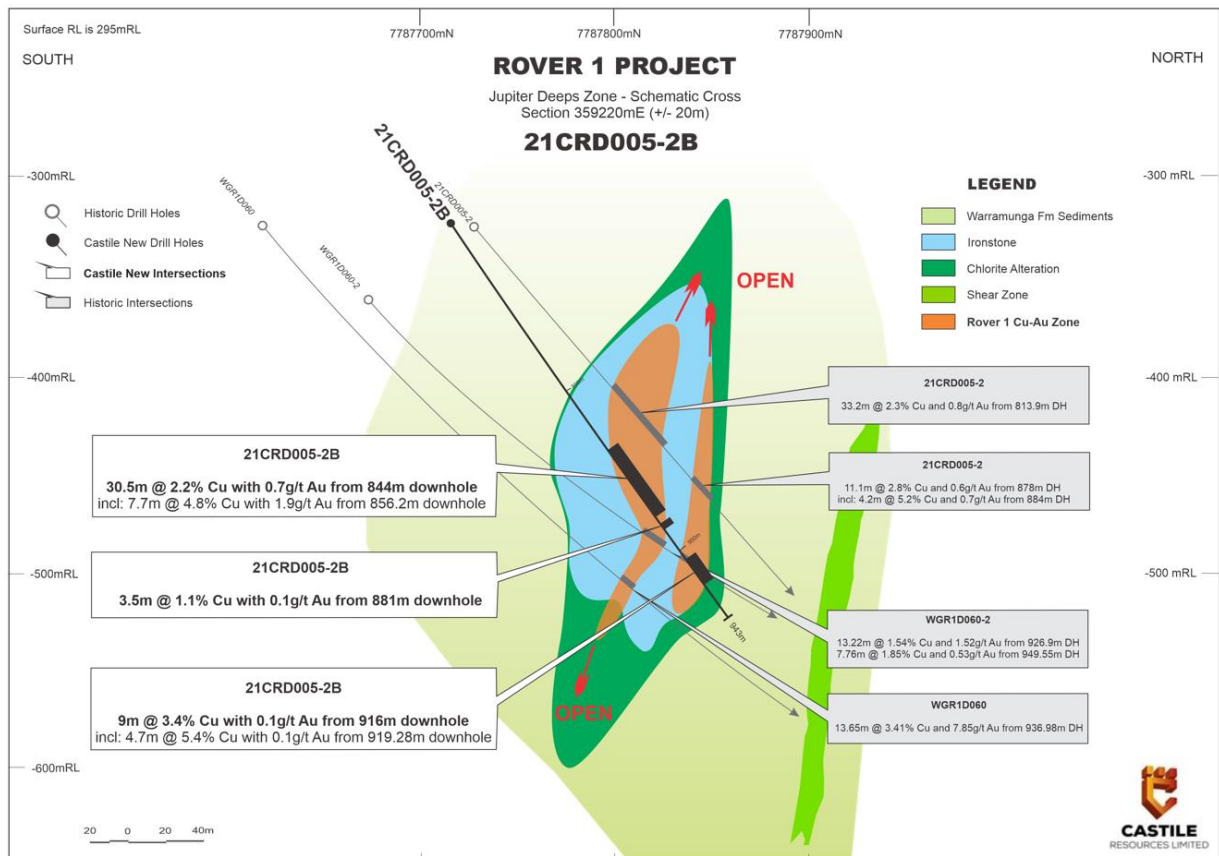 Surface RL is 295mRL
7787700mN
7787800mN
7787900mN
SOUTH
NORTH
ROVER 1 PROJECT
Jupiter Deeps Zone - Schematic Cross
Section 359220mE (+/- 20m)
21CRD005-2B
-300mRL
-300 mRL
Historic Drill Holes
Castile New Drill Holes
Castile New Intersections
Historic Intersections
WGR1D060
WGR1D060-2
21CRD005-2B
21CRD005-2
LEGEND
Warramunga Fm Sediments
Ironstone
Chlorite Alteration
Shear Zone
Rover 1 Cu-Au Zone
OPEN
-400mRL
-400 mRL
21CRD005-2
33.2m @ 2.3% Cu and 0.8g/t Au from 813.9m DH
21CRD005-2B
30.5m @ 2.2% Cu with 0.7g/t Au from 844m downhole
incl: 7.7m @ 4.8% Cu with 1.9g/t Au from 856.2m downhole
21CRD005-2
11.1m @ 2.8% Cu and 0.6g/t Au from 878m DH
incl: 4.2m @ 5.2% Cu and 0.7g/t Au from 884m DH
900m
-500mRL
-500 mRL
21CRD005-2B
3.5m @ 1.1% Cu with 0.1g/t Au from 881m downhole
943m
WGR1D060-2
13.22m @ 1.54% Cu and 1.52g/t Au from 926.9m DH
7.76m @ 1.85% Cu and 0.53g/t Au from 949.55m DH
21CRD005-2B
9m @ 3.4% Cu with 0.1g/t Au from 916m downhole
incl: 4.7m @ 5.4% Cu with 0.1g/t Au from 919.28m downhole
OPEN
WGR1D060
13.65m @ 3.41% Cu and 7.85g/t Au from 936.98m DH
-600mRL
20 0 20 40m
CASTILE
RESOURCES LIMITED